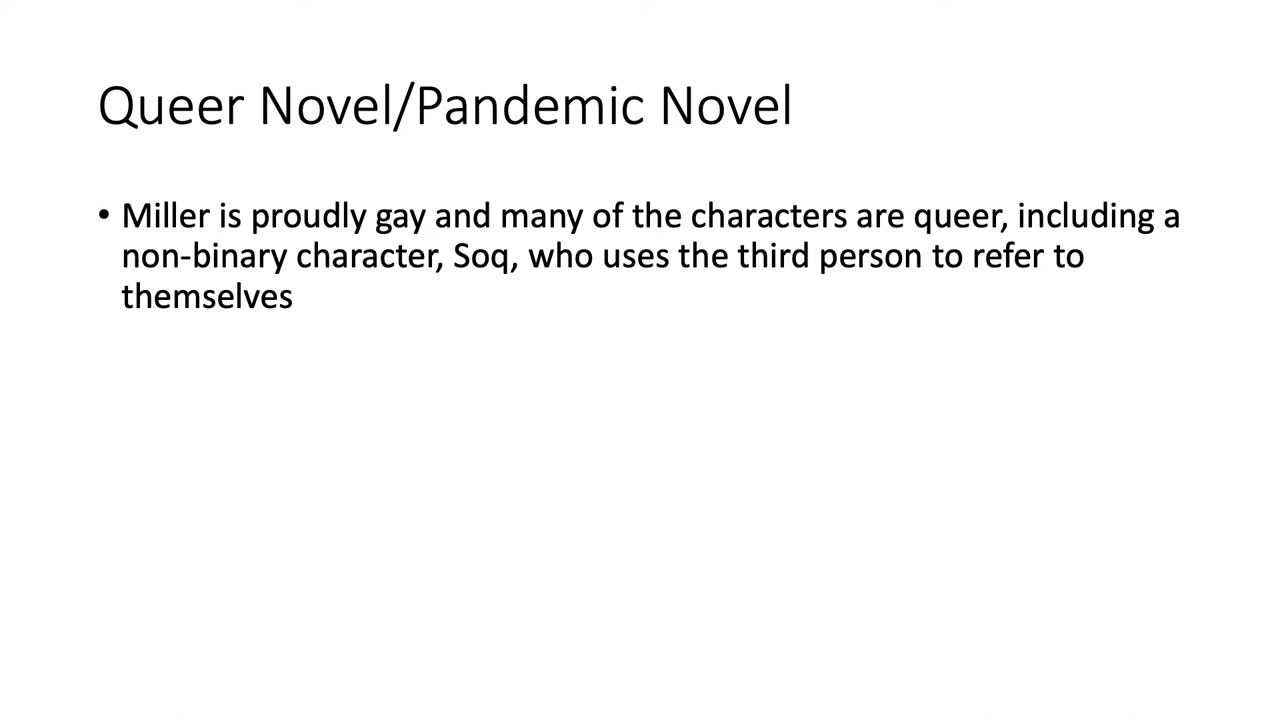 Queer Novel/Pandemic Novel
• Miller is proudly gay and many of the characters are queer, including a
non-binary character, Soq, who uses the third person to refer to
themselves